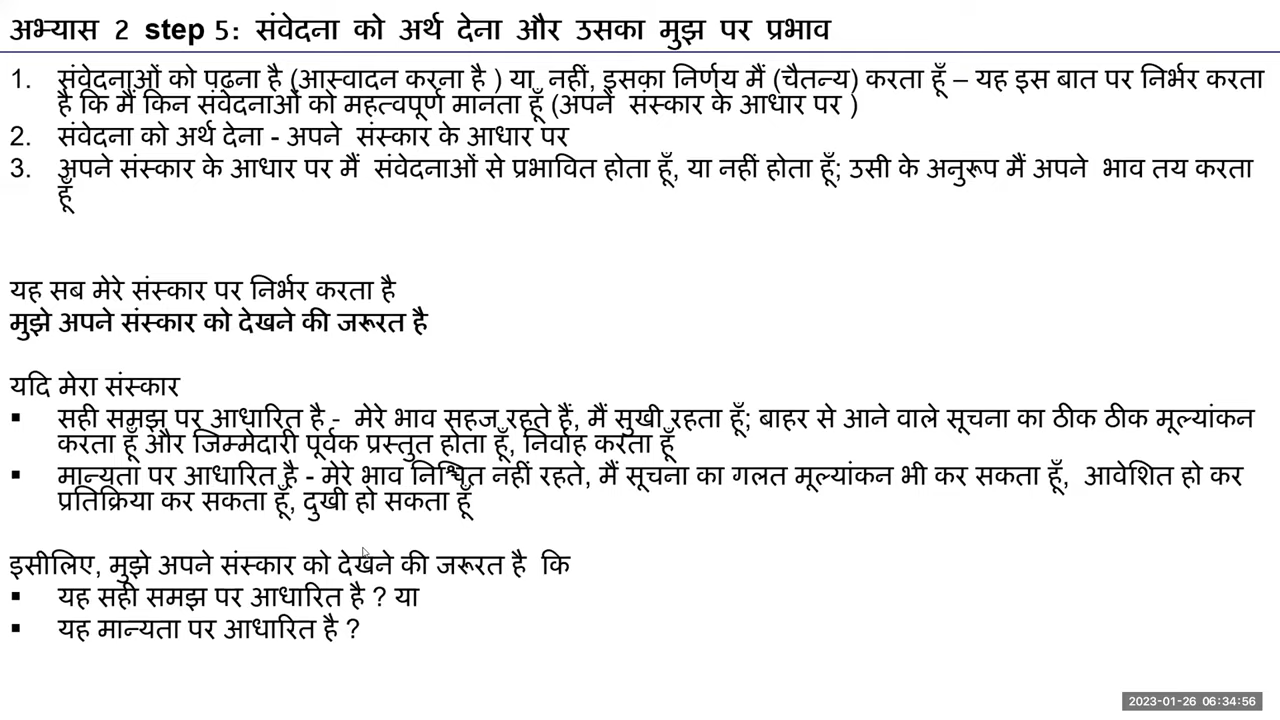 अभ्यास 2 step 5: संवेदना को अर्थ देना और उसका मुझ पर प्रभाव
1. संवेदनाओं को पढ़ना है (आस्वादन करना है ) या नहीं, इसका निर्णय मैं (चैतन्य) करता हूँ – यह इस बात पर निर्भर करता
है कि मैं किन संवेदनाओं को महत्वपूर्ण मानता हूँ (अपने संस्कार के आधार पर )
2. संवेदना को अर्थ देना - अपने संस्कार के आधार पर
3. अपने संस्कार के आधार पर मैं संवेदनाओं से प्रभावित होता हूँ, या नहीं होता हूँ; उसी के अनुरूप मैं अपने भाव तय करता
हूँ
यह सब मेरे संस्कार पर निर्भर करता है
मुझे अपने संस्कार को देखने की जरूरत है
यदि मेरा संस्कार
▪ सही समझ पर आधारित है - मेरे भाव सहज रहते हैं, मैं सुखी रहता हूँ; बाहर से आने वाले सूचना का ठीक ठीक मूल्यांकन
करता हूँ और जिम्मेदारी पूर्वक प्रस्तुत होता हूँ, निर्वाह करता हूँ
▪ मान्यता पर आधारित है - मेरे भाव निश्चित नहीं रहते, मैं सूचना का गलत मूल्यांकन भी कर सकता हूँ, आवेशित हो कर
प्रतिक्रिया कर सकता हूँ, दुखी हो सकता हूँ
इसीलिए, मुझे अपने संस्कार को देखने की जरूरत है कि
▪ यह सही समझ पर आधारित है ? या
▪ यह मान्यता पर आधारित है ?
2023-01-26 06:34:56